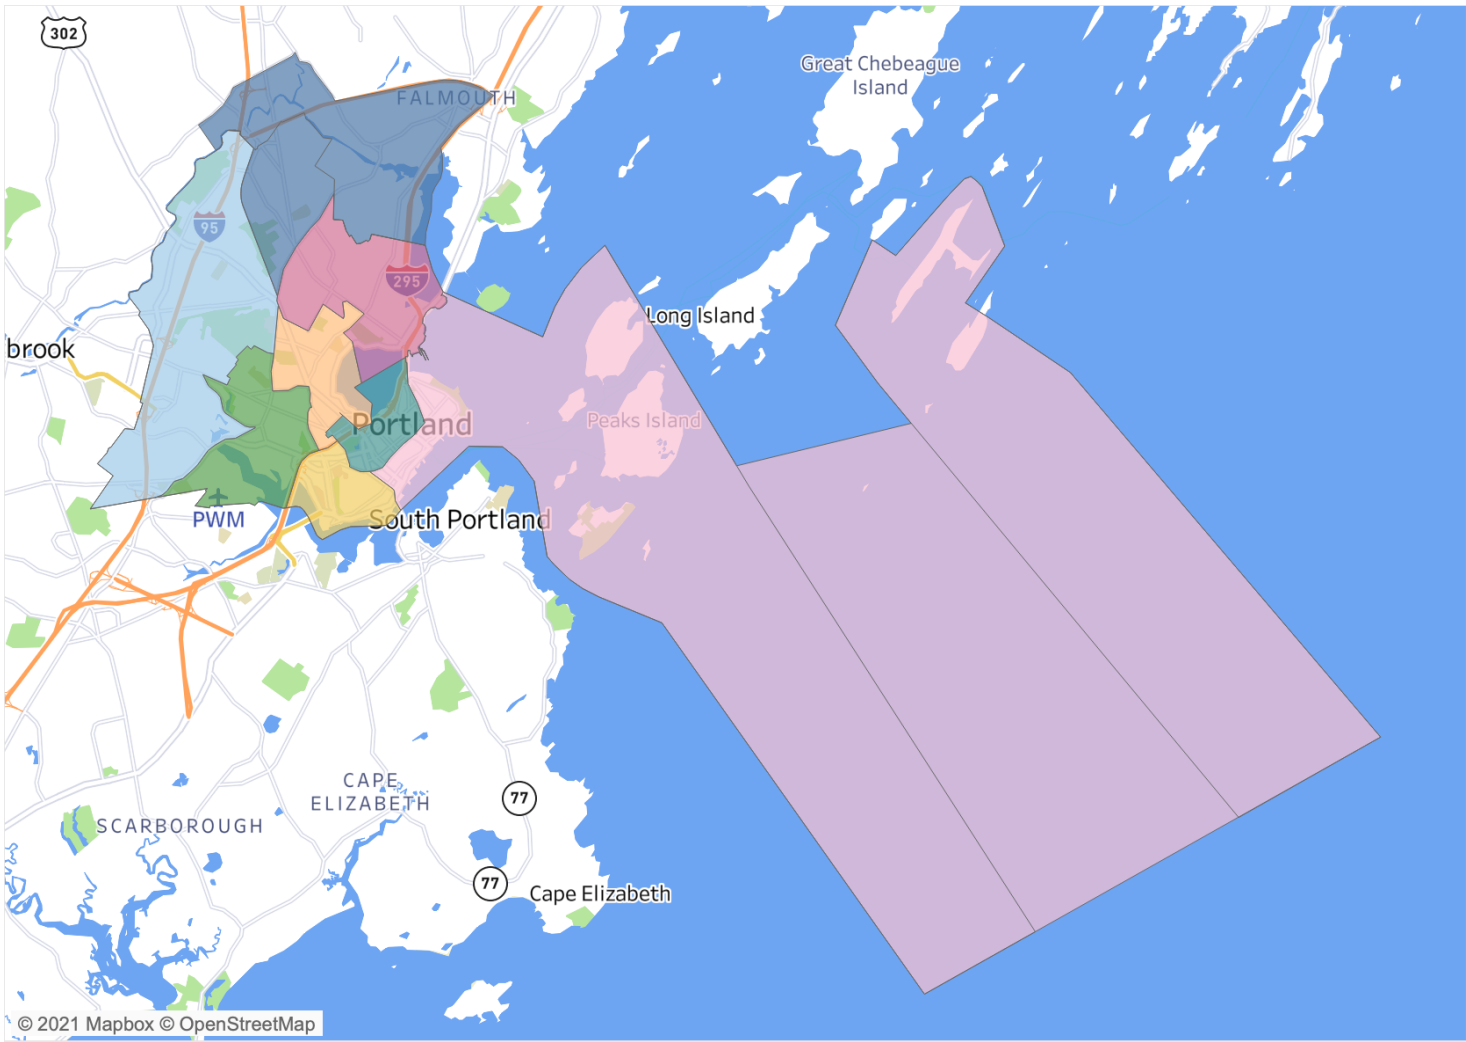 302
Great Chebeague
Island
FALMOUTH
95
295
Long Island
brook
Portland
Peaks Island
PWM
South Portland
CAPE
ELIZABETH
77
SCARBOROUGH
77
Cape Elizabeth
© 2021 Mapbox © OpenStreetMap